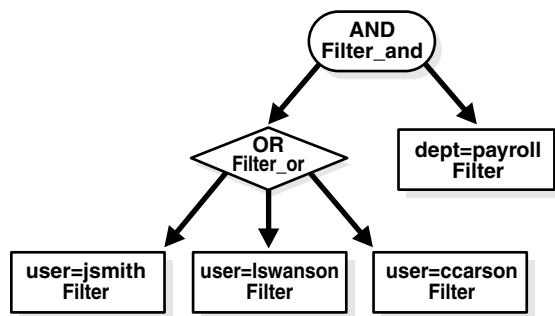 AND
Filter_and
OR
Filter_or
dept=payroll
Filter
user=jsmith
Filter
user=lswanson
Filter
user=ccarson
Filter